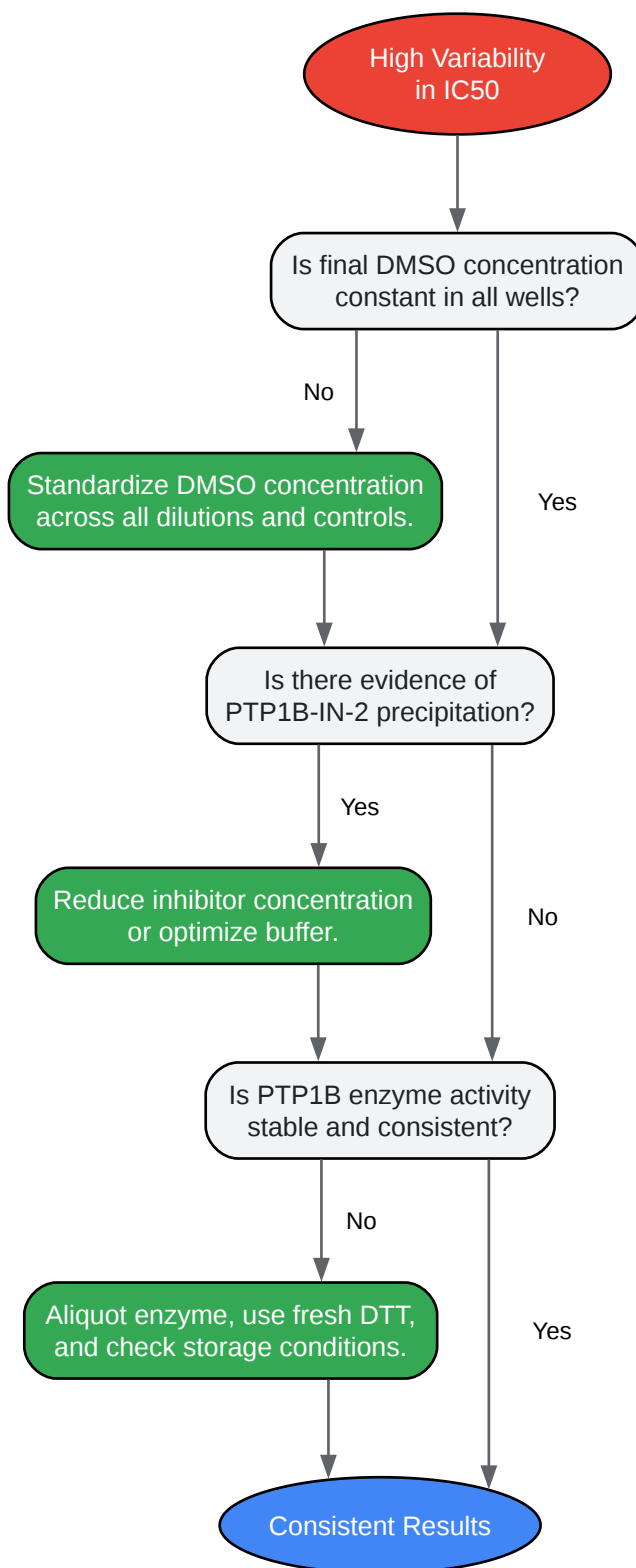 High Variability
in IC50
Is final DMSO concentration
constant in all wells?
No
Standardize DMSO concentration
across all dilutions and controls.
Yes
Is there evidence of
PTP1B-IN-2 precipitation?
Yes
Reduce inhibitor concentration
or optimize buffer.
No
Is PTP1B enzyme activity
stable and consistent?
No
Aliquot enzyme, use fresh DTT,
and check storage conditions.
Yes
Consistent Results